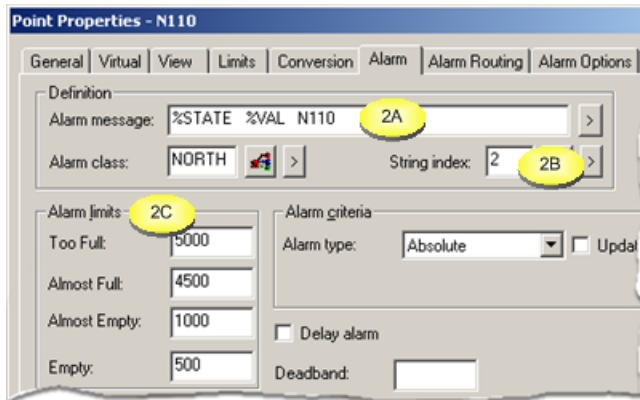 Point Properties - N110
General Virtual View Limits Conversion Alarm Alarm Routing Alarm Options
Definition
Alarm message: %STATE %VAL N110 2A >
Alarm class: NORTH > String index: 2 2B >
Alarm limits 2C Alarm criteria
Too Full: 5000 Alarm type: Absolute
Almost Full: 4500
Almost Empty: 1000 Delay alarm
Empty: 500 Deadband: